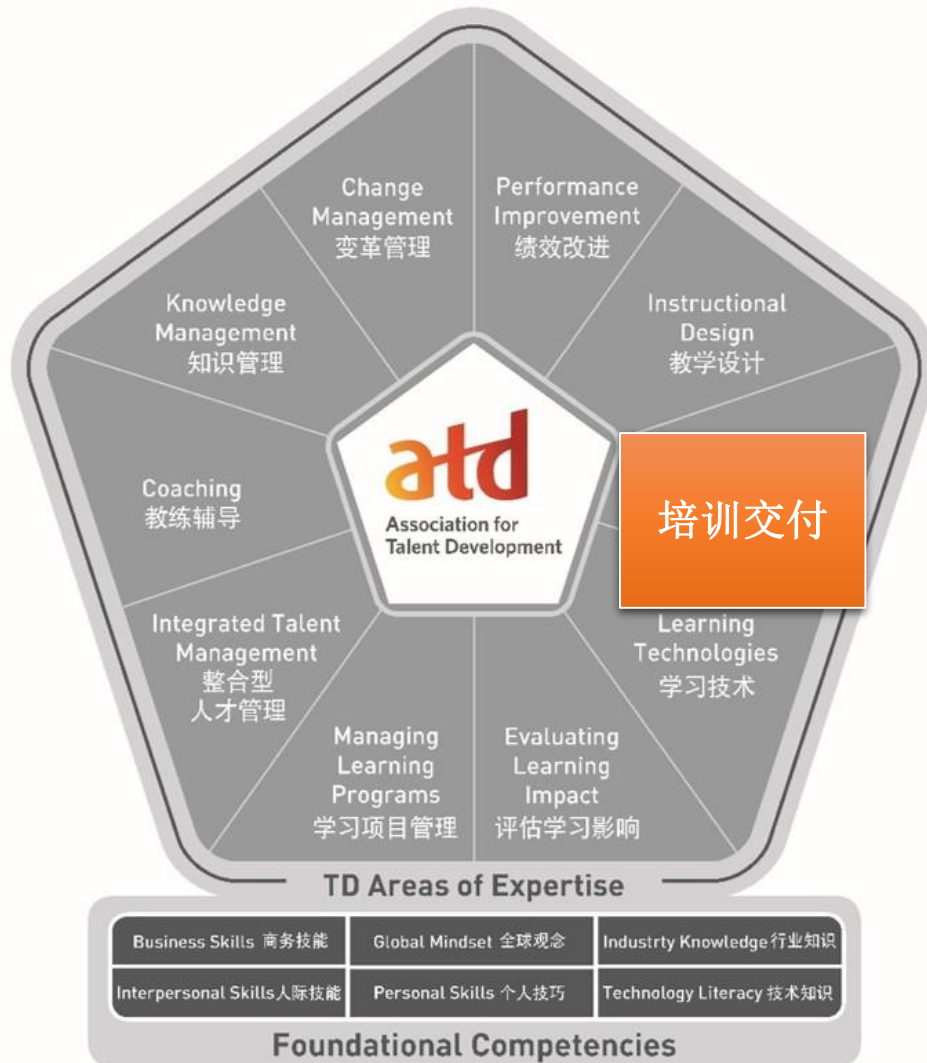 Change
Management
变革管理
Performance
Improvement
绩效改进
Knowledge
Management
知识管理
Instructional
Design
教学设计
atd
Association for
Talent Development
培训交付
Coaching
教练辅导
Integrated Talent
Management
整合型
人才管理
Learning
Technologies
学习技术
Managing
Learning
Programs
学习项目管理
Evaluating
Learning
Impact
评估学习影响
TD Areas of Expertise
Business Skills 商务技能
Global Mindset 全球观念
Industrty Knowledge 行业知识
Interpersonal Skills 人际技能
Personal Skills 个人技巧
Technology Literacy 技术知识
Foundational Competencies